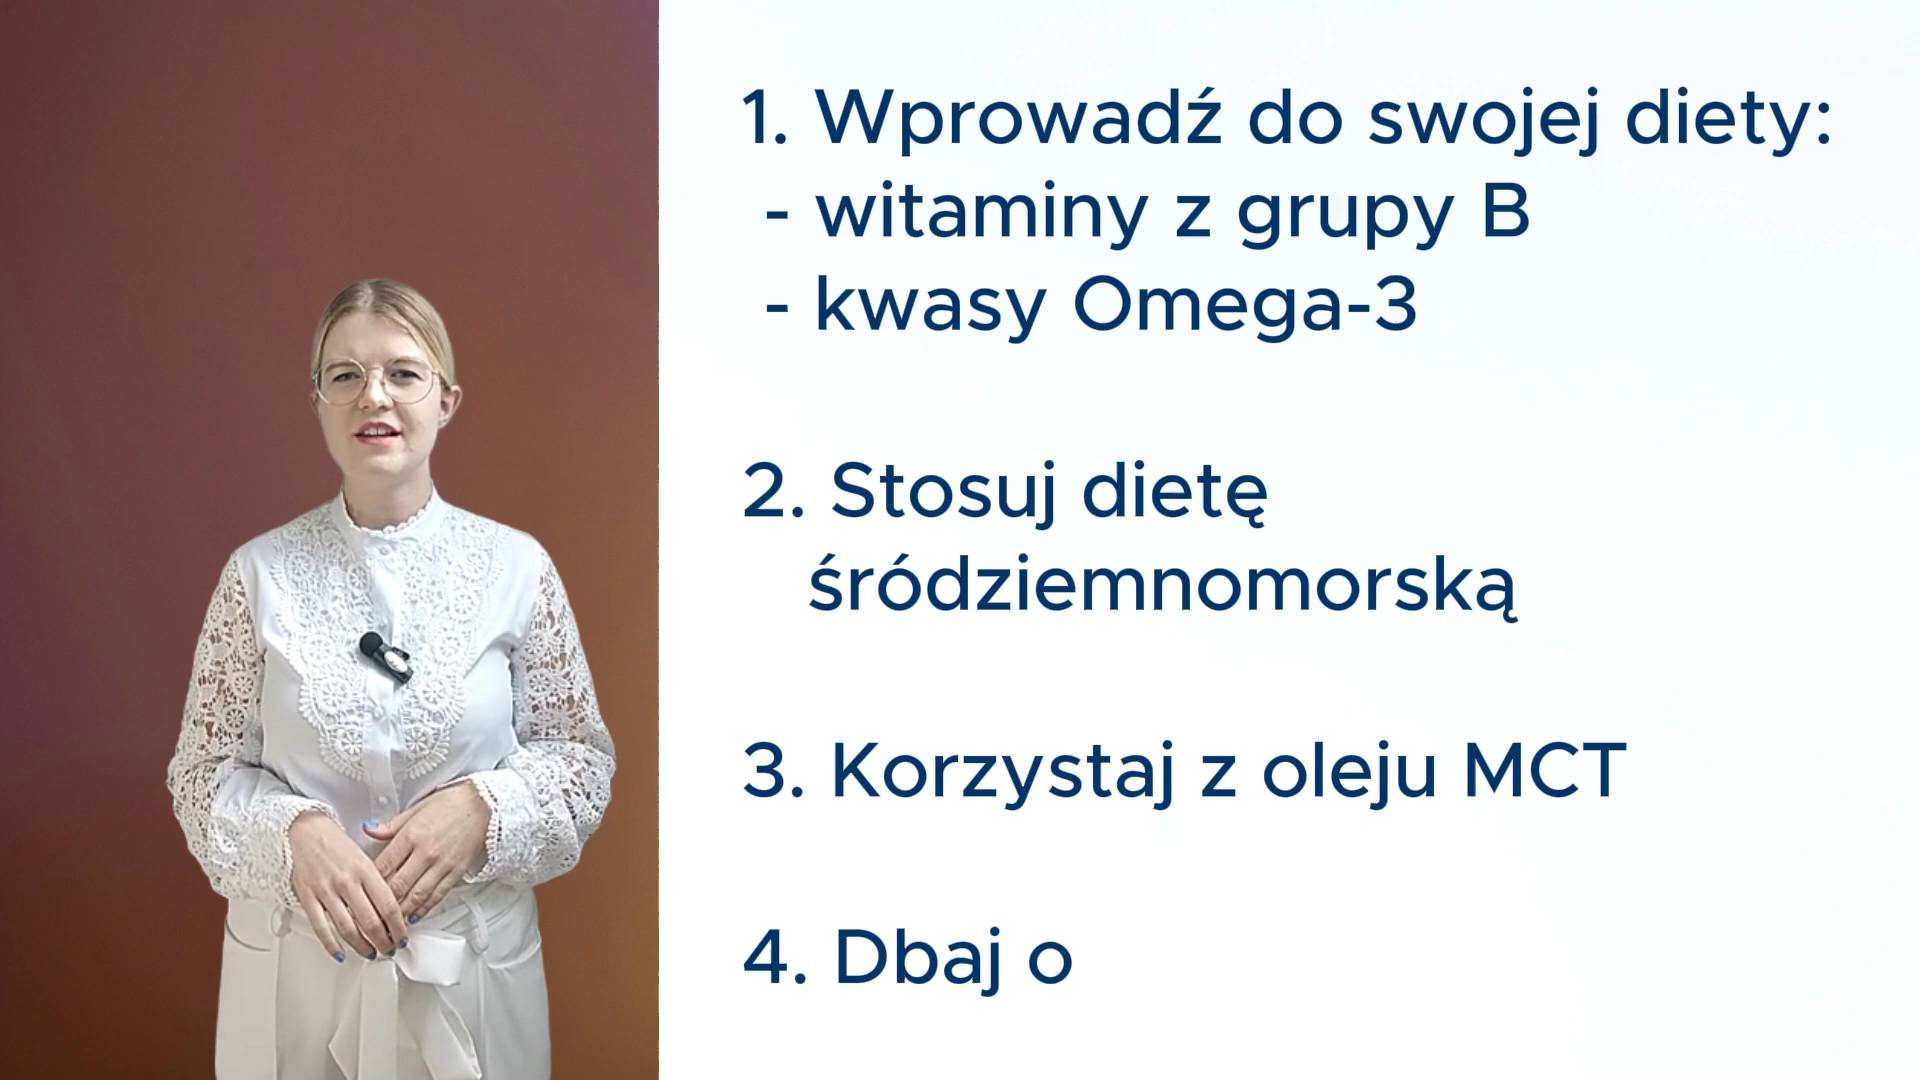 1. Wprowadź do swojej diety:
- witaminy z grupy B
- kwasy Omega-3
2. Stosuj dietę
śródziemnomorską
3. Korzystaj z oleju MCT
4. Dbaj o